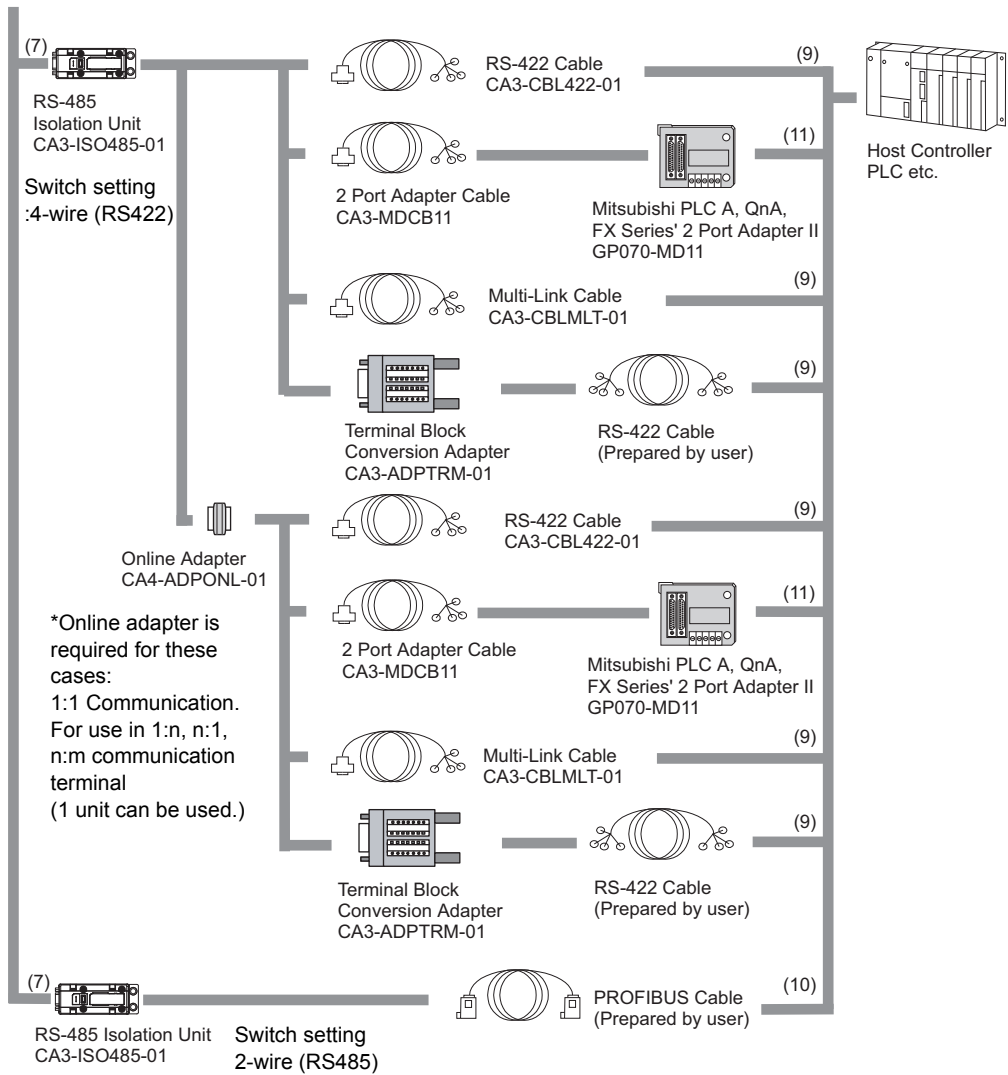 (7)
RS-485
Isolation Unit
CA3-ISO485-01
Switch setting
:4-wire (RS422)
RS-422 Cable
CA3-CBL422-01
(9)
Host Controller
PLC etc.
2 Port Adapter Cable
CA3-MDCB11
(11)
Mitsubishi PLC A, QnA,
FX Series' 2 Port Adapter II
GP070-MD11
Multi-Link Cable
CA3-CBLMLT-01
(9)
Terminal Block
Conversion Adapter
CA3-ADPTRM-01
(9)
RS-422 Cable
(Prepared by user)
Online Adapter
CA4-ADPONL-01
*Online adapter is
required for these
cases:
1:1 Communication.
For use in 1:n, n:1,
n:m communication
terminal
(1 unit can be used.)
RS-422 Cable
CA3-CBL422-01
(9)
2 Port Adapter Cable
CA3-MDCB11
(11)
Mitsubishi PLC A, QnA,
FX Series' 2 Port Adapter II
GP070-MD11
Multi-Link Cable
CA3-CBLMLT-01
(9)
Terminal Block
Conversion Adapter
CA3-ADPTRM-01
(9)
RS-422 Cable
(Prepared by user)
(7)
RS-485 Isolation Unit
CA3-ISO485-01
Switch setting
2-wire (RS485)
PROFIBUS Cable
(Prepared by user)
(10)